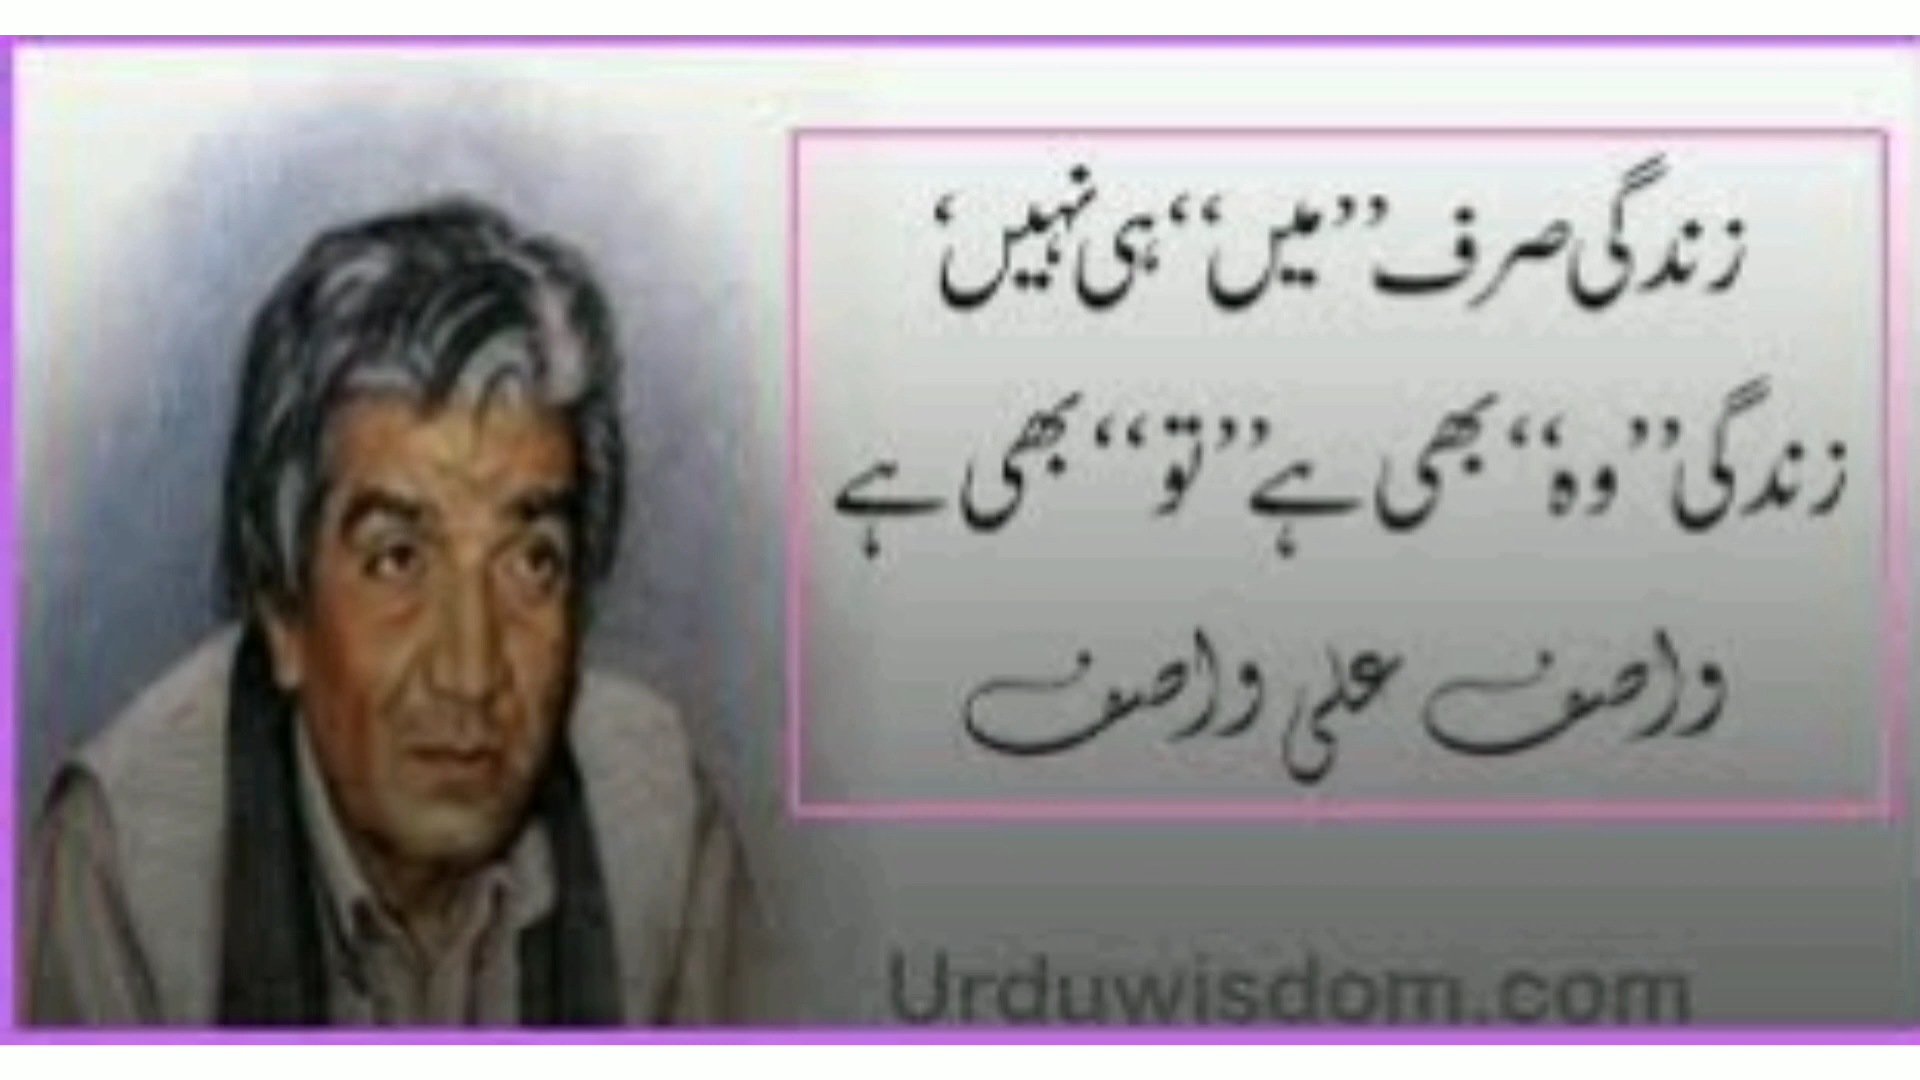 زندگی صرف ’’میں‘‘ ہی نہیں‘
زندگی ’’وہ‘‘ بھی ہے ’’تو‘‘ بھی ہے
واصف علی واصف
Urduwisdom.com